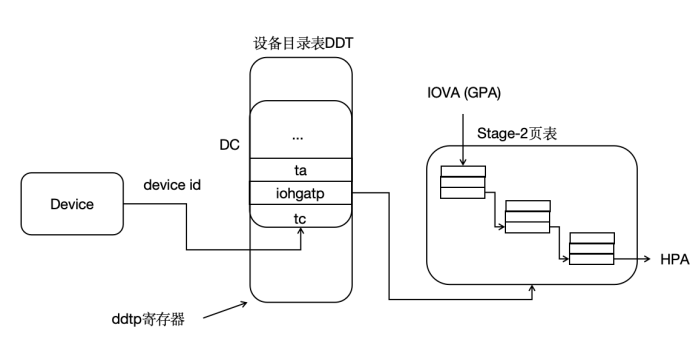 设备目录表DDT
IOVA (GPA)
Stage-2页表
DC
...
ta
iohgatp
tc
device id
Device
HPA
ddtp寄存器